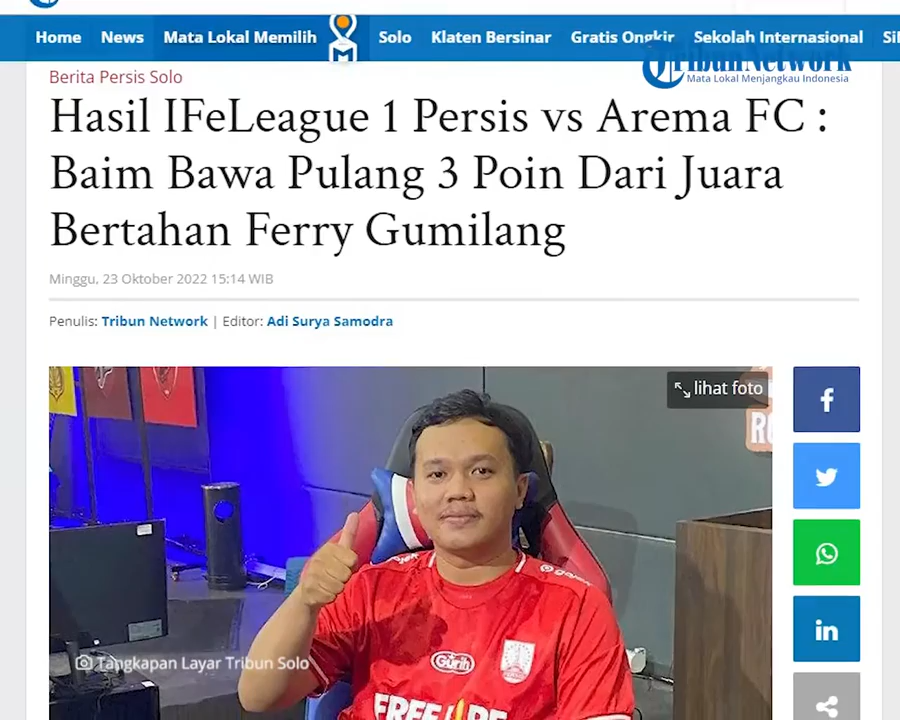 Home News Mata Lokal Memilih Solo Klaten Bersinar Gratis Ongkir Sekolah Internasional
TribunNetwork
Mata Lokal Menjangkau Indonesia
Berita Persis Solo
Hasil IFeLeague 1 Persis vs Arema FC :
Baim Bawa Pulang 3 Poin Dari Juara
Bertahan Ferry Gumilang
Minggu, 23 Oktober 2022 15:14 WIB
Penulis: Tribun Network | Editor: Adi Surya Samodra
lihat foto
gojek
Gurih
FREE FIRE
Tangkapan Layar Tribun Solo